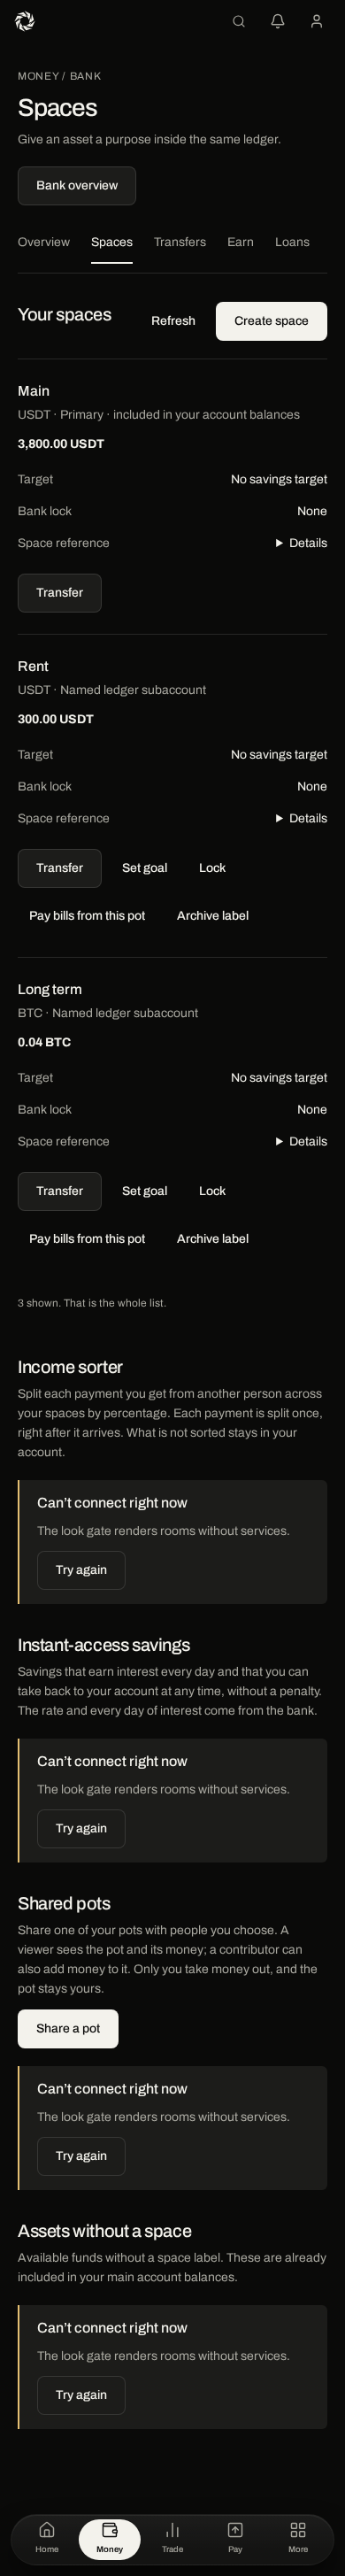 MONEY / BANK
Spaces
Give an asset a purpose inside the same ledger.
Bank overview
Overview Spaces Transfers Earn Loans
Your spaces Refresh Create space
Main
USDT · Primary · included in your account balances
3,800.00 USDT
Target No savings target
Bank lock None
Space reference ▶ Details
Transfer
Rent
USDT · Named ledger subaccount
300.00 USDT
Target No savings target
Bank lock None
Space reference ▶ Details
Transfer Set goal Lock
Pay bills from this pot Archive label
Long term
BTC · Named ledger subaccount
0.04 BTC
Target No savings target
Bank lock None
Space reference ▶ Details
Transfer Set goal Lock
Pay bills from this pot Archive label
3 shown. That is the whole list.
Income sorter
Split each payment you get from another person across
your spaces by percentage. Each payment is split once,
right after it arrives. What is not sorted stays in your
account.
Can’t connect right now
The look gate renders rooms without services.
Try again
Instant-access savings
Savings that earn interest every day and that you can
take back to your account at any time, without a penalty.
The rate and every day of interest come from the bank.
Can’t connect right now
The look gate renders rooms without services.
Try again
Shared pots
Share one of your pots with people you choose. A
viewer sees the pot and its money; a contributor can
also add money to it. Only you take money out, and the
pot stays yours.
Share a pot
Can’t connect right now
The look gate renders rooms without services.
Try again
Assets without a space
Available funds without a space label. These are already
included in your main account balances.
Can’t connect right now
The look gate renders rooms without services.
Try again
Home Money Trade Pay More